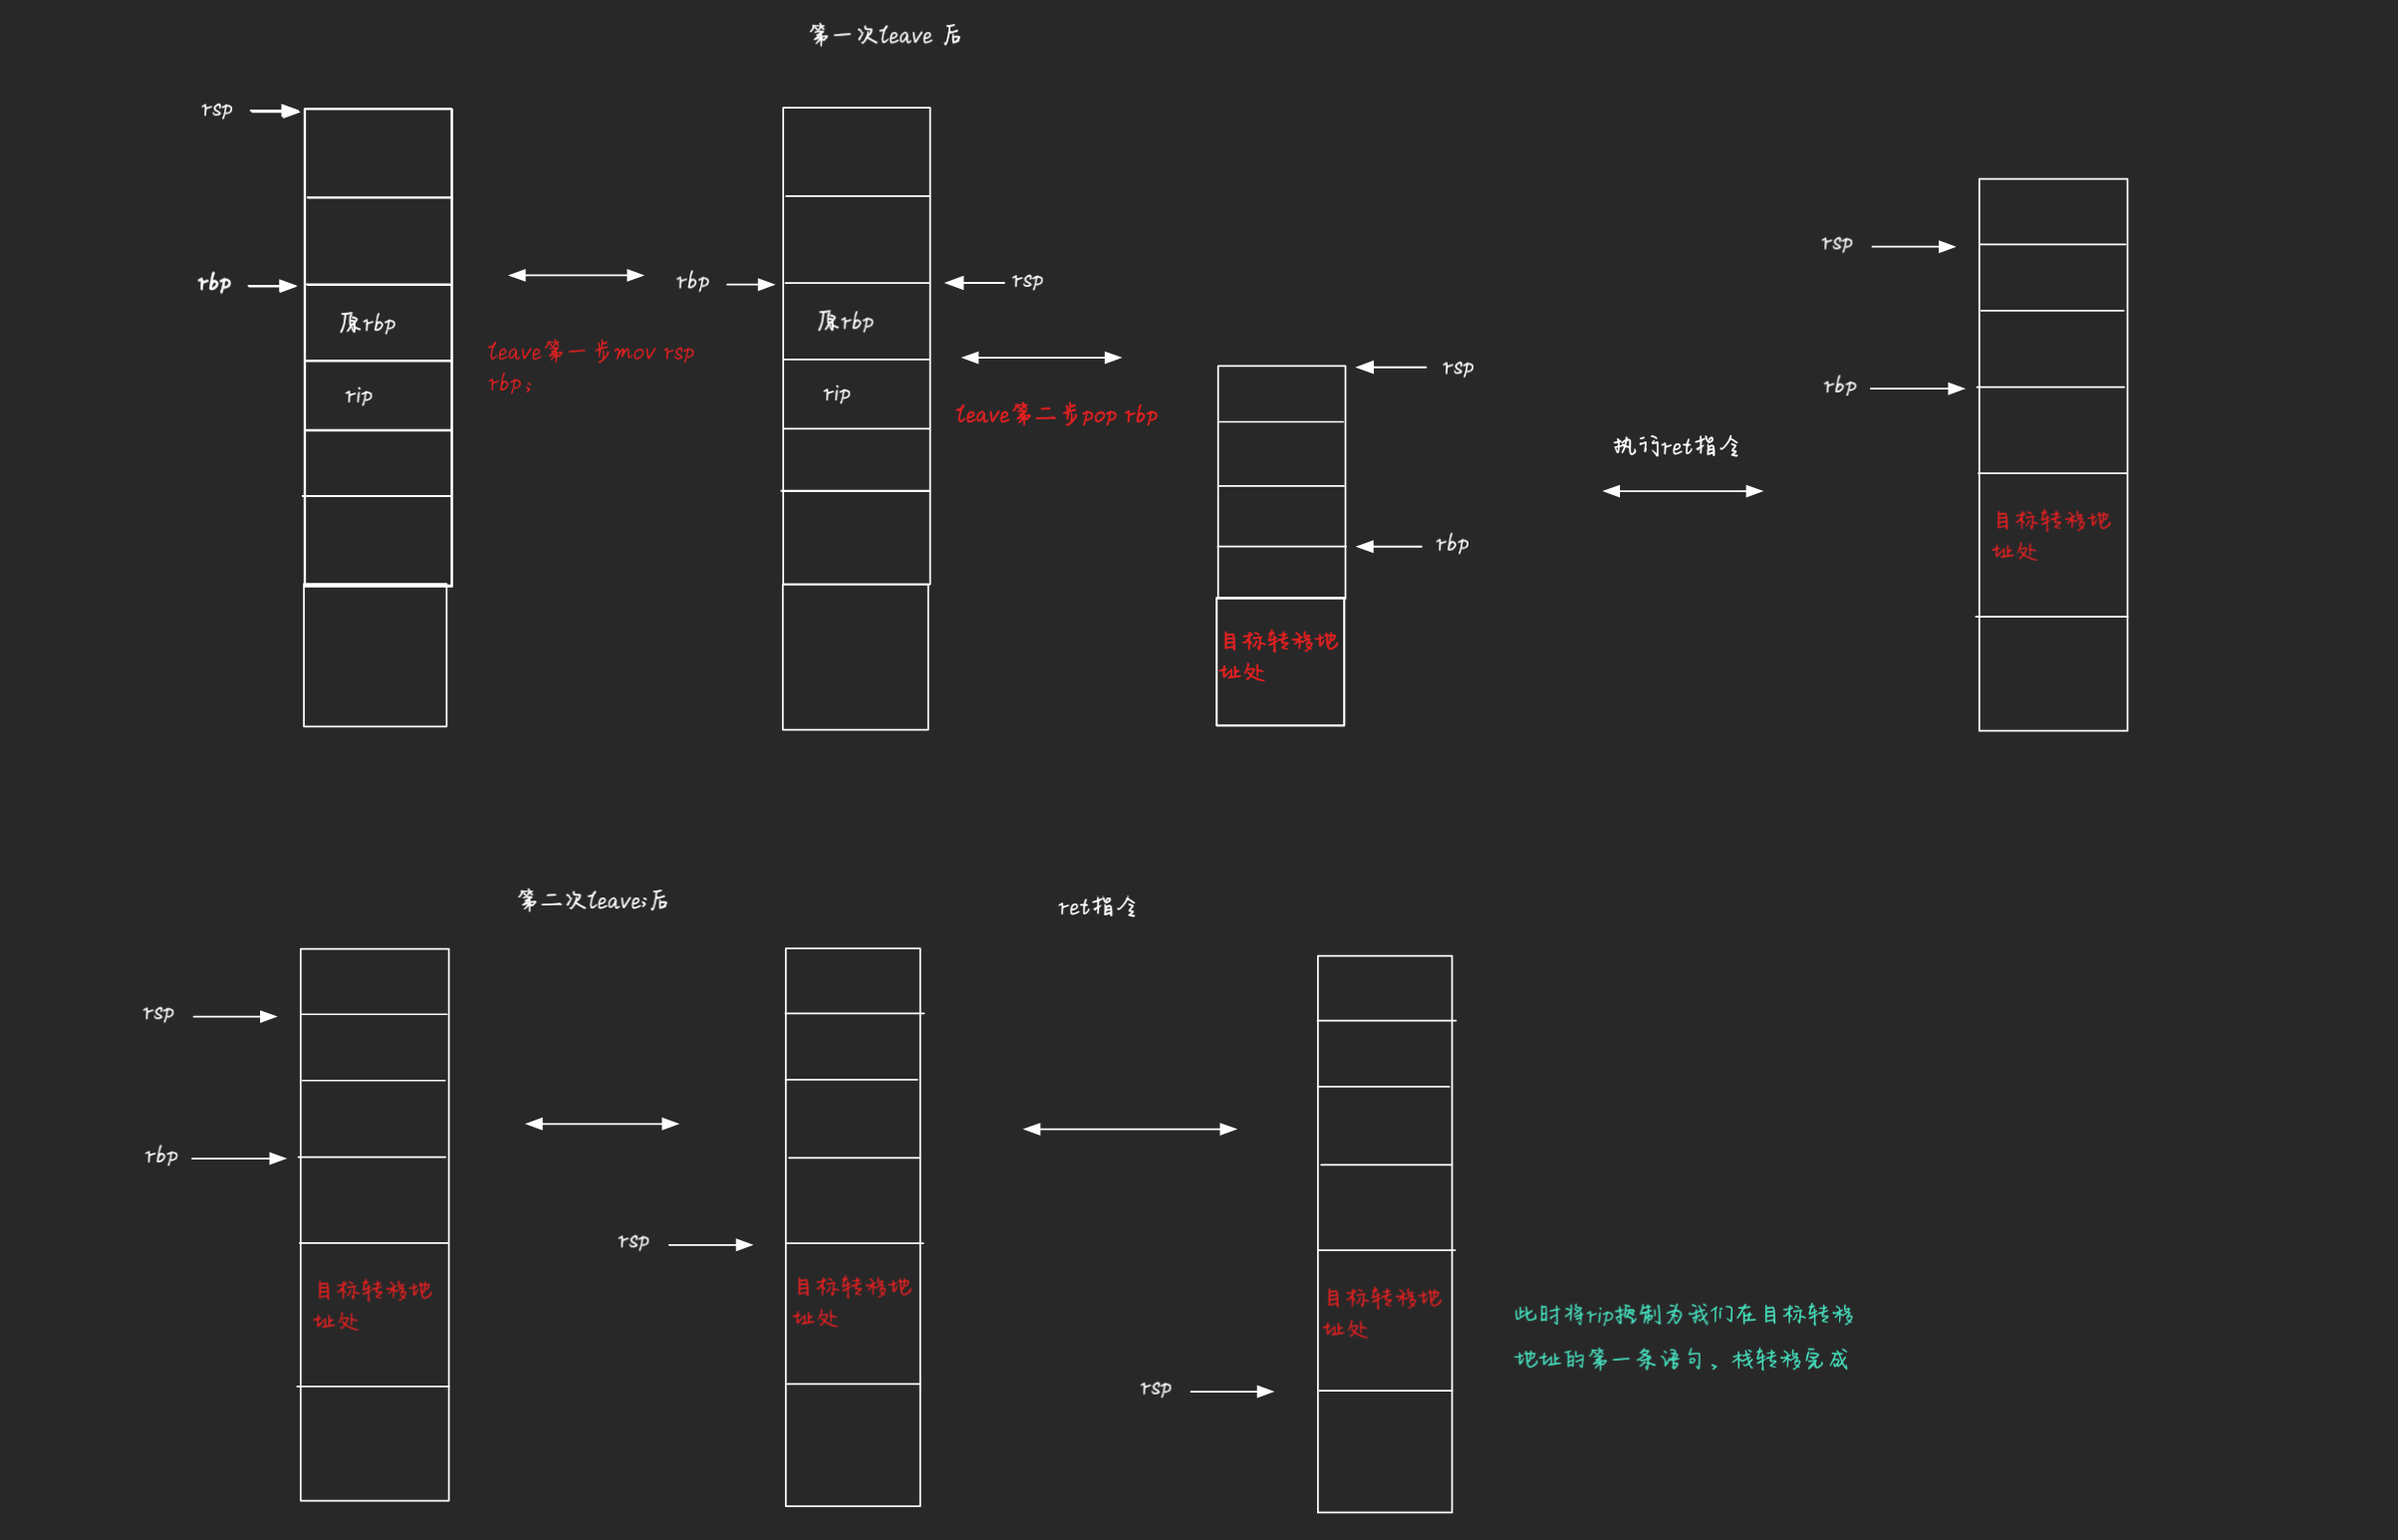 第一次leave 后
rsp
rbp
原rbp
rip
leave第一步mov rsp
rbp;
rbp
rsp
原rbp
rip
leave第二步pop rbp
rsp
rbp
目标转移地
址处
执行ret指令
rsp
rbp
目标转移地
址处
第二次leave;后
ret指令
rsp
rbp
目标转移地
址处
rsp
目标转移地
址处
rsp
目标转移地
址处
此时将rip控制为我们在目标转移
地址的第一条语句、栈转移完成